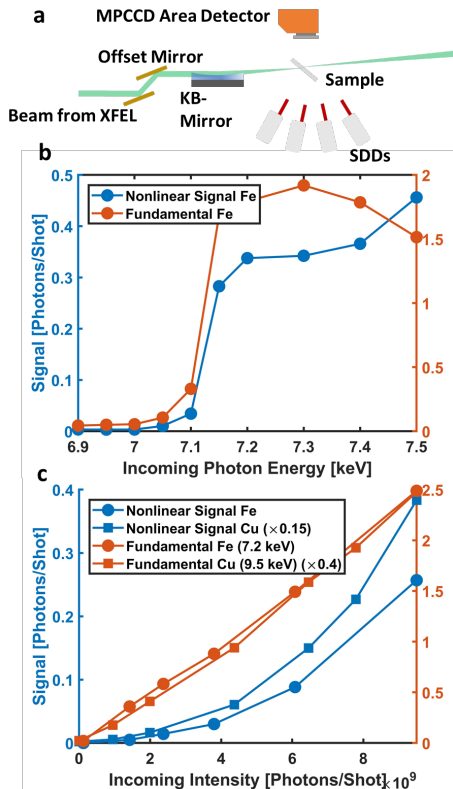 a
MPCCD Area Detector
Offset Mirror
Sample
Beam from XFEL
KB-
Mirror
SDDs
b
0.5
2
Nonlinear Signal Fe
Fundamental Fe
0.4
0.3
0.2
0.1
0
1.5
1
0.5
0
Signal [Photons/Shot]
6.9 7 7.1 7.2 7.3 7.4 7.5
Incoming Photon Energy [keV]
c
0.4
2.5
Nonlinear Signal Fe
Nonlinear Signal Cu (×0.15)
Fundamental Fe (7.2 keV)
Fundamental Cu (9.5 keV) (×0.4)
0.3
0.2
0.1
0
2
1.5
1
0.5
0
Signal [Photons/Shot]
0 2 4 6 8
Incoming Intensity [Photons/Shot] ×10⁹